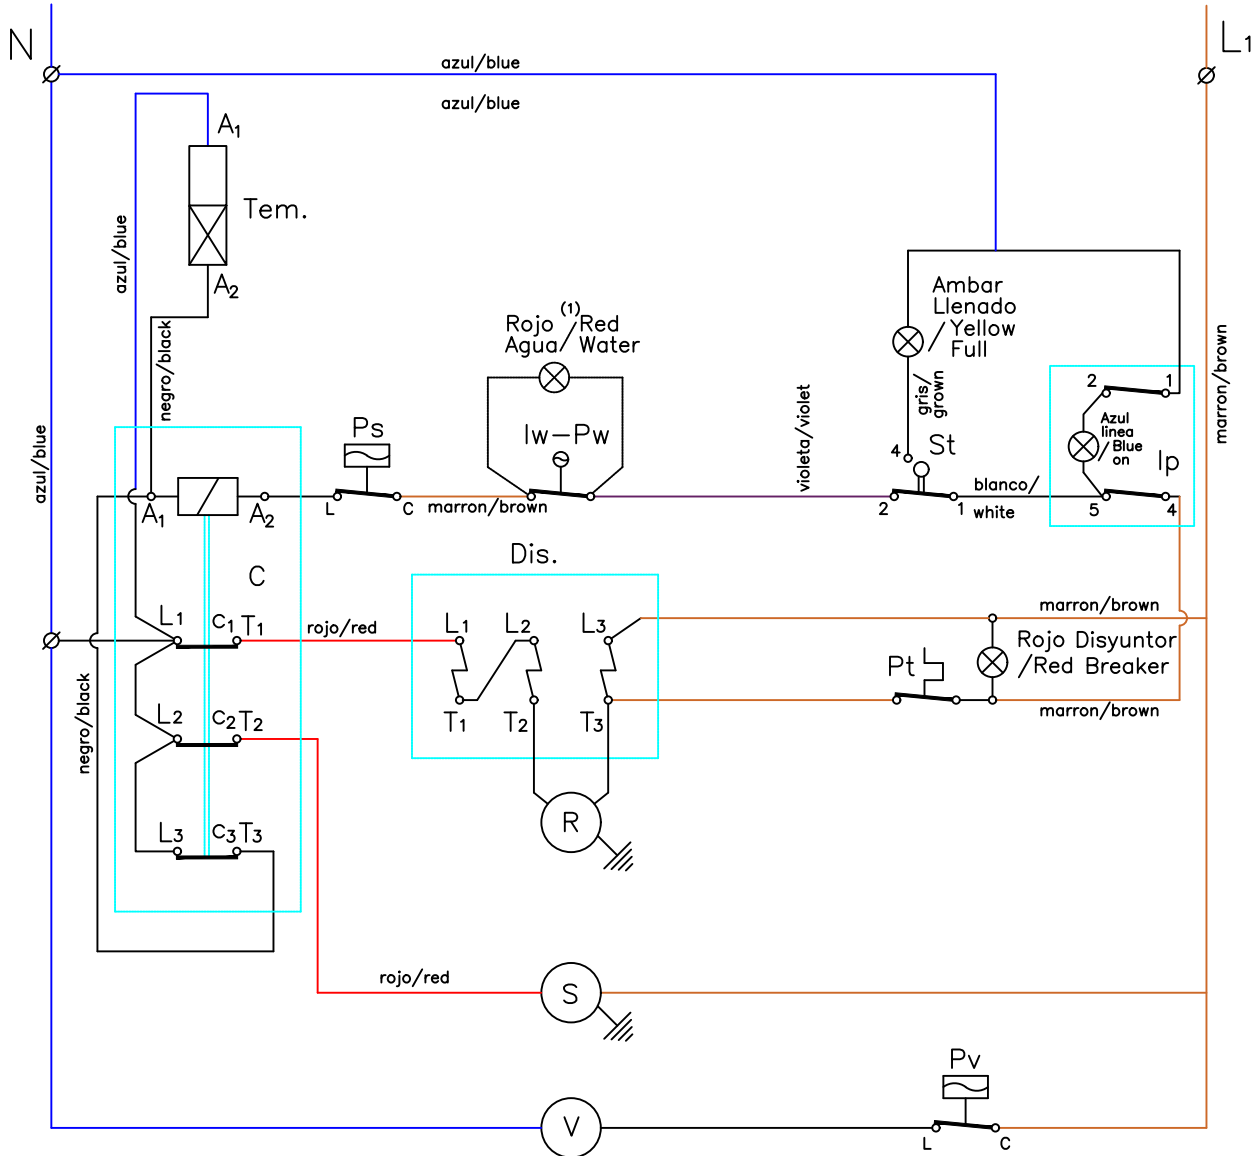 N
L1
azul/blue
azul/blue
A1
Tem.
azul/blue
A2
negro/black
Rojo (1)/Red
Agua/Water
Ambar
Llenado
/Yellow
Full
marron/brown
2
1
Azul
linea
/Blue
on
Ip
gris/
grown
violeta/violet
Ps
Iw-Pw
4
St
azul/blue
A1
A2
L
C
marron/brown
2
1
blanco/
white
5
4
Dis.
C
L1
C1
T1
rojo/red
L1
L2
L3
marron/brown
Rojo Disyuntor
/Red Breaker
Pt
negro/black
L2
C2
T2
T1
T2
T3
marron/brown
L3
C3
T3
R
rojo/red
S
Pv
V
L
C